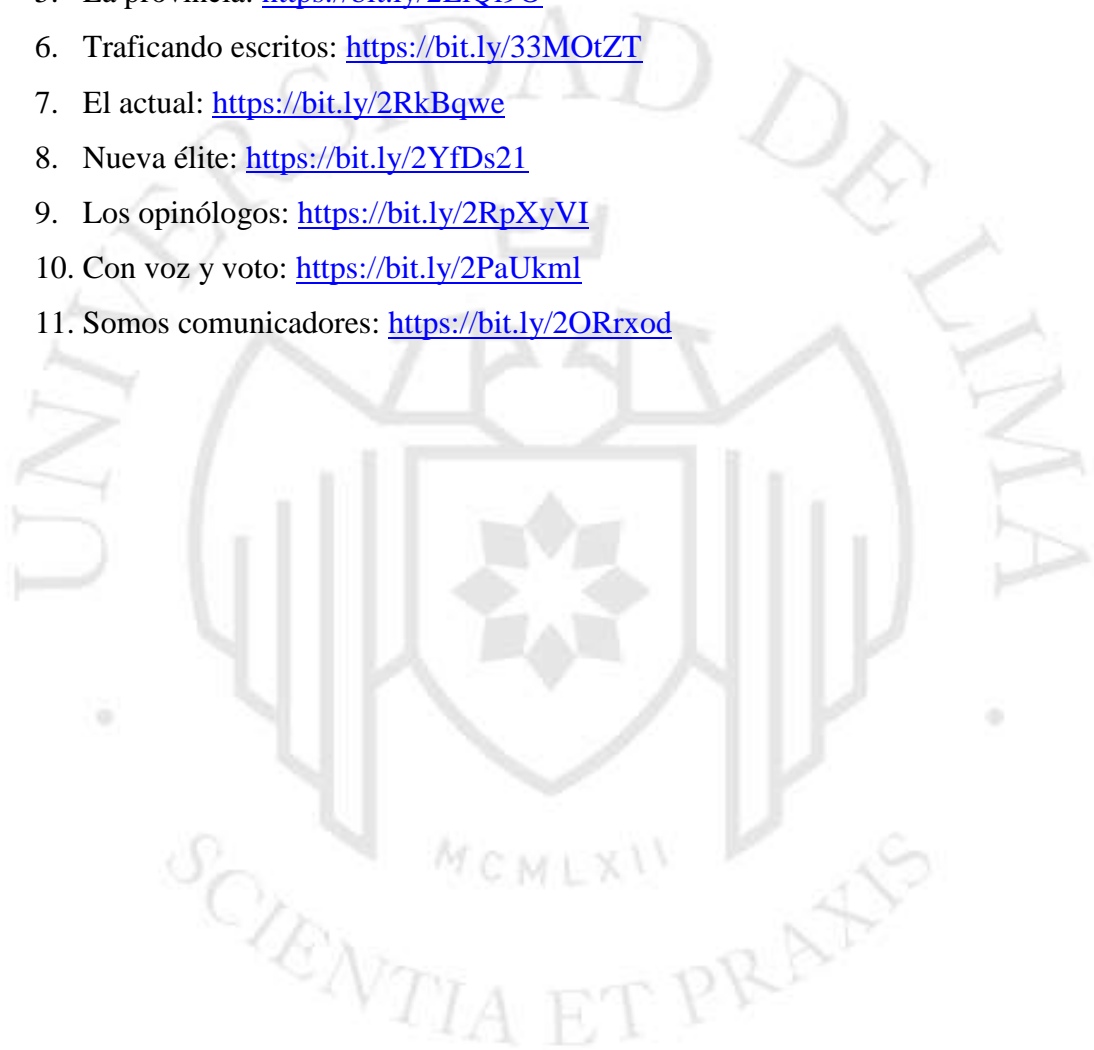 La provincia:
6. Traficando escritos: https://bit.ly/33MOtZT
7. El actual: https://bit.ly/2RkBqwe
8. Nueva élite: https://bit.ly/2YfDs21
9. Los opinólogos: https://bit.ly/2RpXyVI
10. Con voz y voto: https://bit.ly/2PaUkml
11. Somos comunicadores: https://bit.ly/2ORrxod
UNIVERSIDAD DE LIMA
MCMLXII
SCIENTIA ET PRAXIS